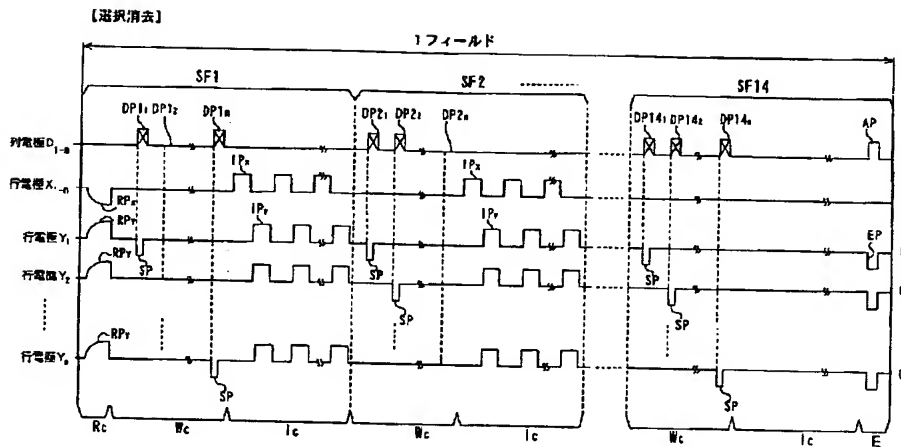 【選択消去】
1フィールド
SF1 SF2 SF14
DP1₁ DP1₂ DP1ₙ DP2₁ DP2₂ DP2ₙ DP14₁ DP14₂ DP14ₙ AP
列電極D₁₋ₘ
IPₓ IPₓ
行電極X₁₋ₙ
RPₓ
RPᵧ IPᵧ IPᵧ
行電極Y₁ EP
RPᵧ SP SP SP
行電極Y₂
SP SP
RPᵧ
行電極Yₙ
SP SP
Rc Wc Ic Wc Ic Wc Ic E